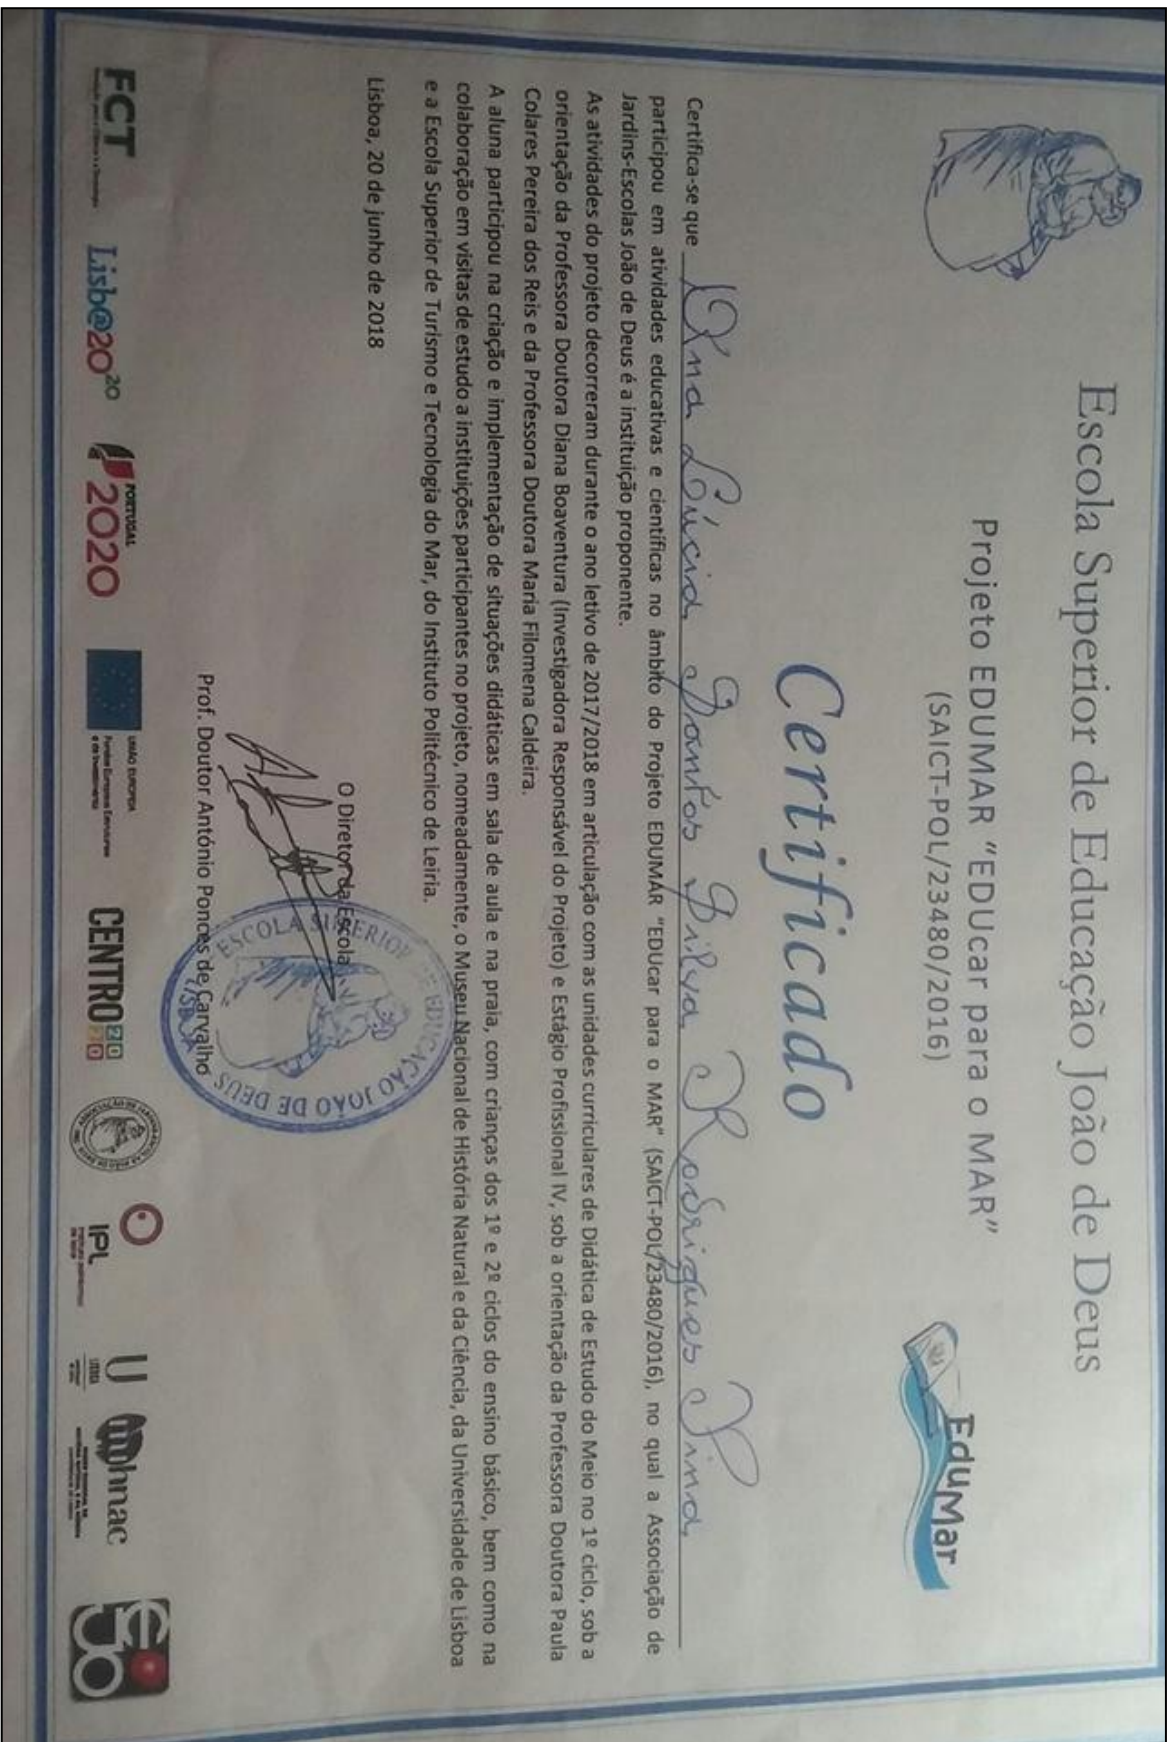 Escola Superior de Educação João de Deus
Projeto EDUMAR "EDUcar para o MAR"
(SAICT-POL/23480/2016)
EduMar
Certificado
Certifica-se que Ana Lúcia Santos Silva Rodrigues Pina
participou em atividades educativas e científicas no âmbito do Projeto EDUMAR "EDUcar para o MAR" (SAICT-POL/23480/2016), no qual a Associação de
Jardins-Escolas João de Deus é a instituição proponente.
As atividades do projeto decorreram durante o ano letivo de 2017/2018 em articulação com as unidades curriculares de Didática de Estudo do Meio no 1º ciclo, sob a
orientação da Professora Doutora Diana Boaventura (Investigadora Responsável do Projeto) e Estágio Profissional IV, sob a orientação da Professora Doutora Paula
Colares Pereira dos Reis e da Professora Doutora Maria Filomena Caldeira.
A aluna participou na criação e implementação de situações didáticas em sala de aula e na praia, com crianças dos 1º e 2º ciclos do ensino básico, bem como na
colaboração em visitas de estudo a instituições participantes no projeto, nomeadamente, o Museu Nacional de História Natural e da Ciência, da Universidade de Lisboa
e a Escola Superior de Turismo e Tecnologia do Mar, do Instituto Politécnico de Leiria.
Lisboa, 20 de junho de 2018
O Diretor da Escola
ESCOLA SUPERIOR DE EDUCAÇÃO JOÃO DE DEUS
LISBOA
Prof. Doutor António Ponces de Carvalho
FCT
Lisb@20²⁰
PORTUGAL
2020
UNIÃO EUROPEIA
Fundos Europeus Estruturais
e de Investimento
CENTRO 2020
IPL
U
LISBOA